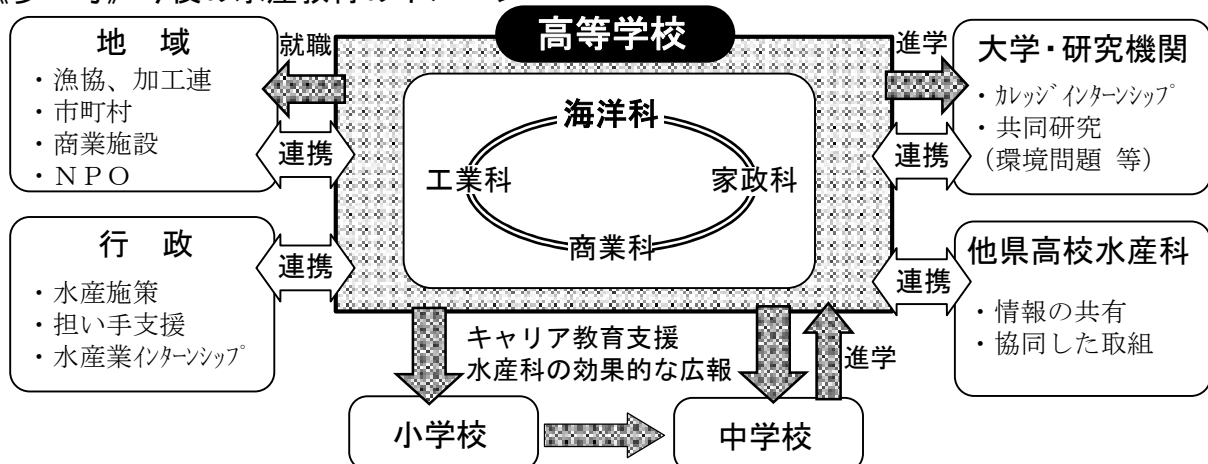 高等学校
地　域
・漁協、加工連
・市町村
・商業施設
・ＮＰＯ
就職
連携
行　政
・水産施策
・担い手支援
・水産業インターンシップ
連携
海洋科
工業科
家政科
商業科
進学
連携
大学・研究機関
・カレッジインターンシップ
・共同研究
（環境問題 等）
連携
他県高校水産科
・情報の共有
・協同した取組
キャリア教育支援
水産科の効果的な広報
進学
小学校
中学校